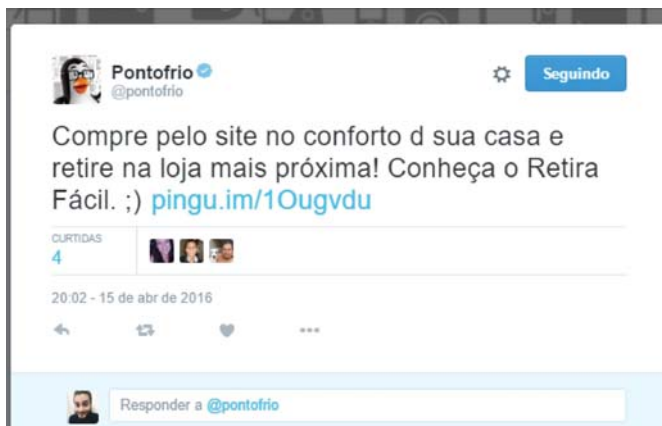 Pontofrio
@pontofrio
Seguindo
Compre pelo site no conforto d sua casa e
retire na loja mais próxima! Conheça o Retira
Fácil. ;) pingu.im/1Ougvdu
CURTIDAS
4
20:02 - 15 de abr de 2016
Responder a @pontofrio